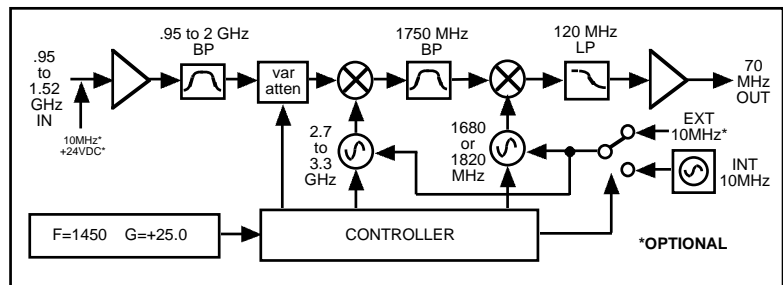 .95
to
1.52
GHz
IN
10MHz*
+24VDC*
.95 to 2 GHz
BP
var
atten
1750 MHz
BP
120 MHz
LP
70
MHz
OUT
2.7
to
3.3
GHz
1680
or
1820
MHz
EXT
10MHz*
INT
10MHz
F=1450 G=+25.0
CONTROLLER
*OPTIONAL